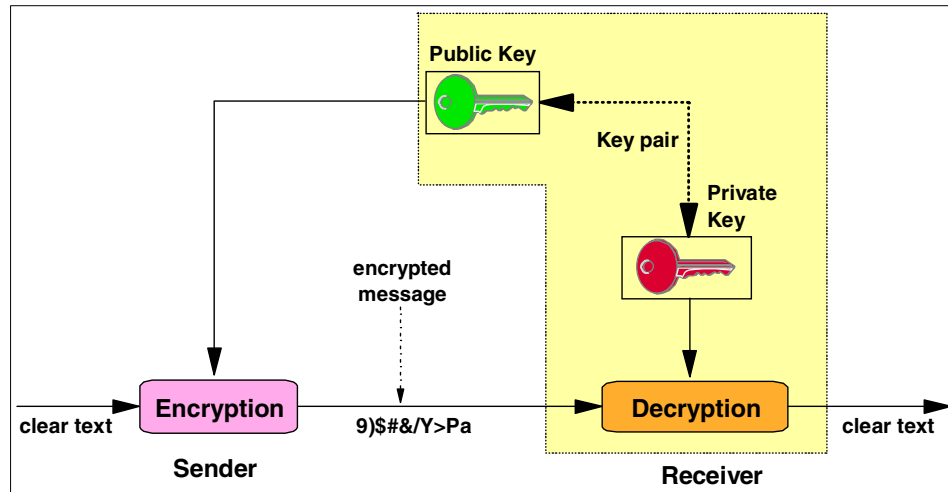 Public Key
Key pair
Private
Key
encrypted
message
Encryption
Decryption
clear text
9)$#&/Y>Pa
clear text
Sender
Receiver